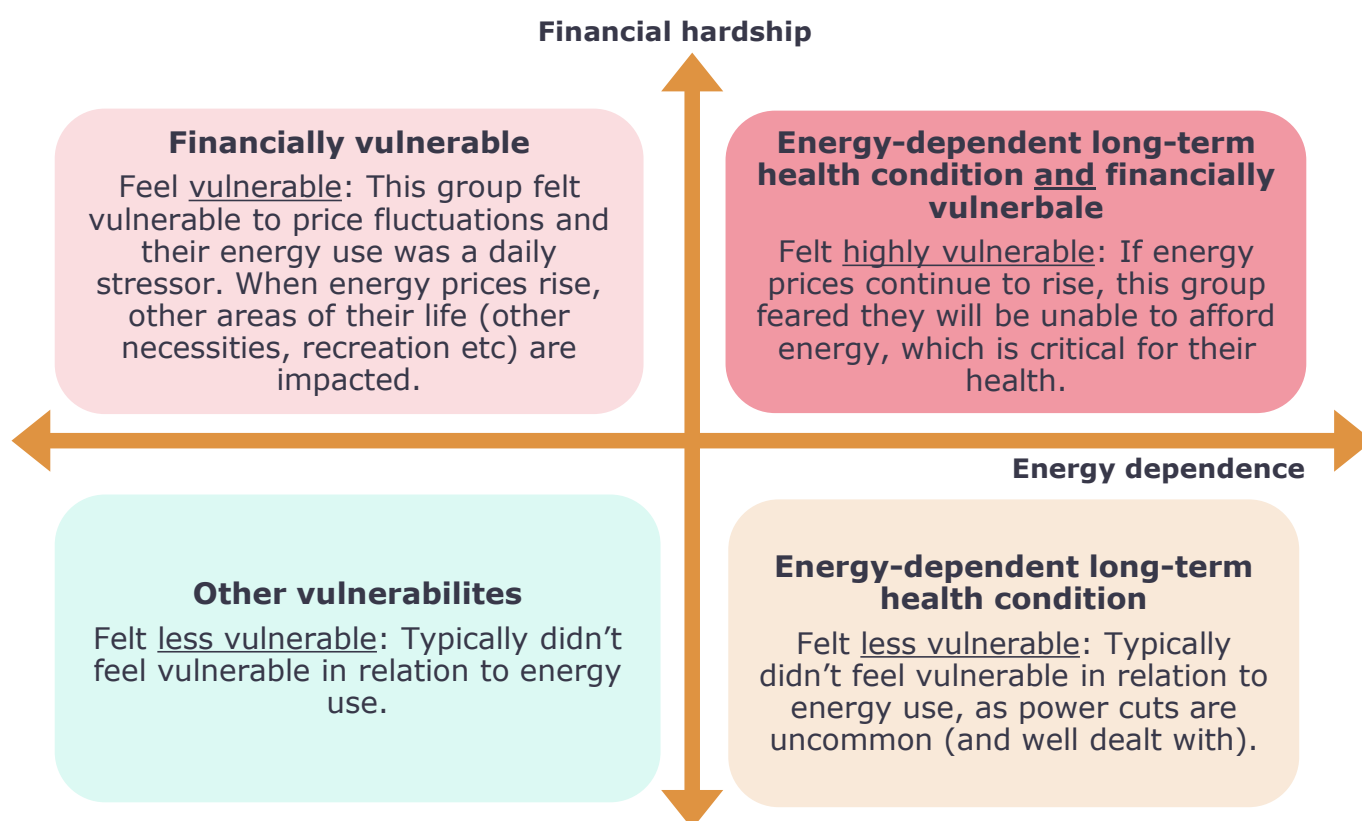 Financial hardship
Financially vulnerable
Feel vulnerable: This group felt
vulnerable to price fluctuations and
their energy use was a daily
stressor. When energy prices rise,
other areas of their life (other
necessities, recreation etc) are
impacted.
Energy-dependent long-term
health condition and financially
vulnerbale
Felt highly vulnerable: If energy
prices continue to rise, this group
feared they will be unable to afford
energy, which is critical for their
health.
Energy dependence
Other vulnerabilites
Felt less vulnerable: Typically didn’t
feel vulnerable in relation to energy
use.
Energy-dependent long-term
health condition
Felt less vulnerable: Typically
didn’t feel vulnerable in relation to
energy use, as power cuts are
uncommon (and well dealt with).